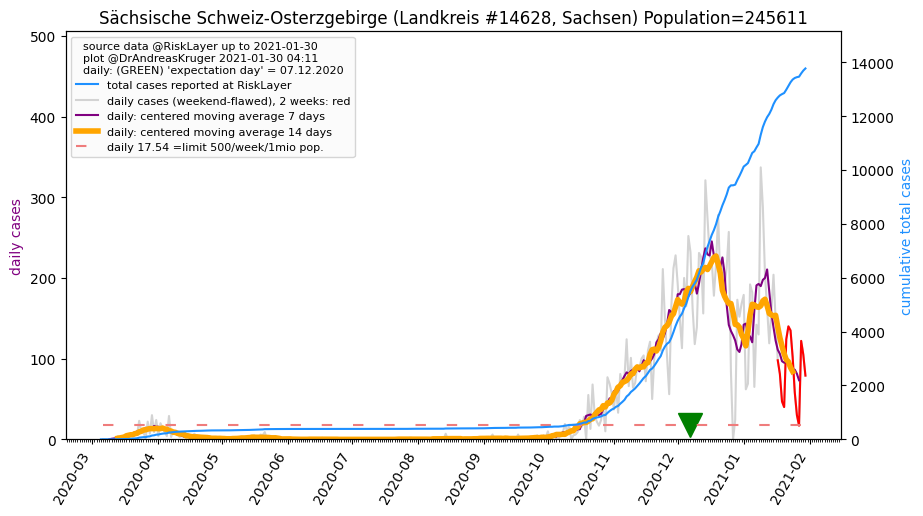 Sächsische Schweiz-Osterzgebirge (Landkreis #14628, Sachsen) Population=245611
source data @RiskLayer up to 2021-01-30
plot @DrAndreasKruger 2021-01-30 04:11
daily: (GREEN) 'expectation day' = 07.12.2020
total cases reported at RiskLayer
daily cases (weekend-flawed), 2 weeks: red
daily: centered moving average 7 days
daily: centered moving average 14 days
daily 17.54 =limit 500/week/1mio pop.
daily cases
500
400
300
200
100
0
cumulative total cases
14000
12000
10000
8000
6000
4000
2000
0
2020-03
2020-04
2020-05
2020-06
2020-07
2020-08
2020-09
2020-10
2020-11
2020-12
2021-01
2021-02